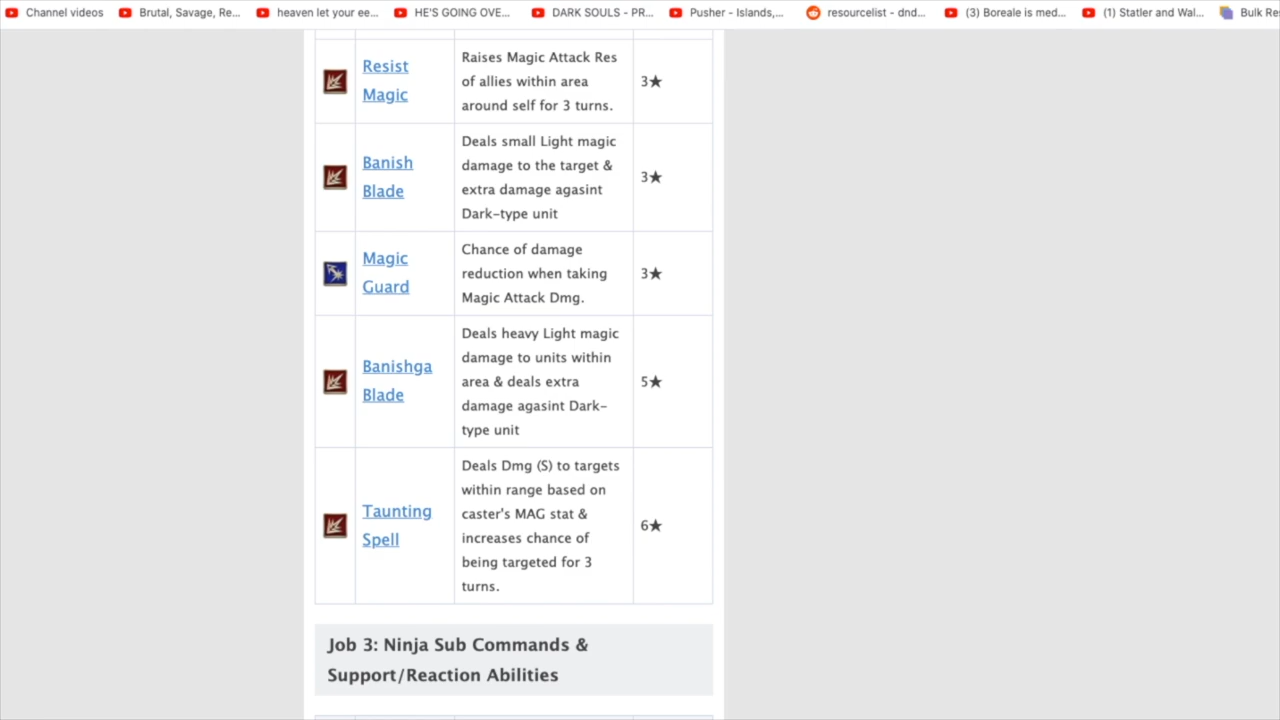 Channel videos Brutal, Savage, Re... heaven let your ee... HE'S GOING OVE... DARK SOULS - PR... Pusher - Islands,... resourcelist - dnd... (3) Boreale is med... (1) Statler and Wal... Bulk Re
Resist
Magic
Raises Magic Attack Res
of allies within area
around self for 3 turns.
3★
Banish
Blade
Deals small Light magic
damage to the target &
extra damage agasint
Dark-type unit
3★
Magic
Guard
Chance of damage
reduction when taking
Magic Attack Dmg.
3★
Banishga
Blade
Deals heavy Light magic
damage to units within
area & deals extra
damage agasint Dark-
type unit
5★
Taunting
Spell
Deals Dmg (S) to targets
within range based on
caster's MAG stat &
increases chance of
being targeted for 3
turns.
6★
Job 3: Ninja Sub Commands &
Support/Reaction Abilities